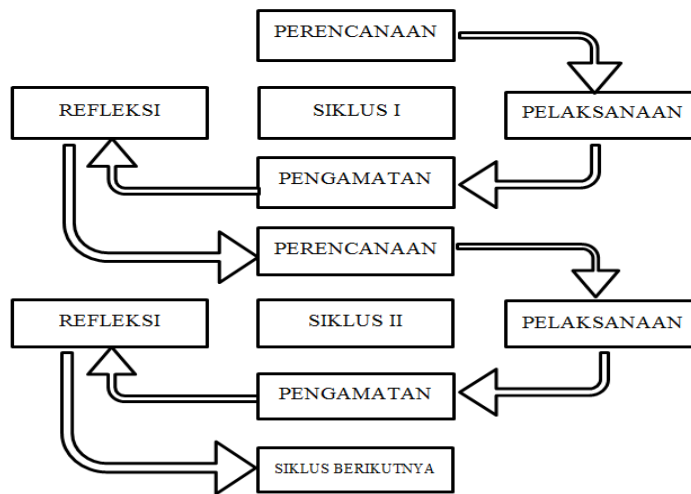 PERENCANAAN
REFLEKSI
SIKLUS I
PELAKSANAAN
PENGAMATAN
PERENCANAAN
REFLEKSI
SIKLUS II
PELAKSANAAN
PENGAMATAN
SIKLUS BERIKUTNYA